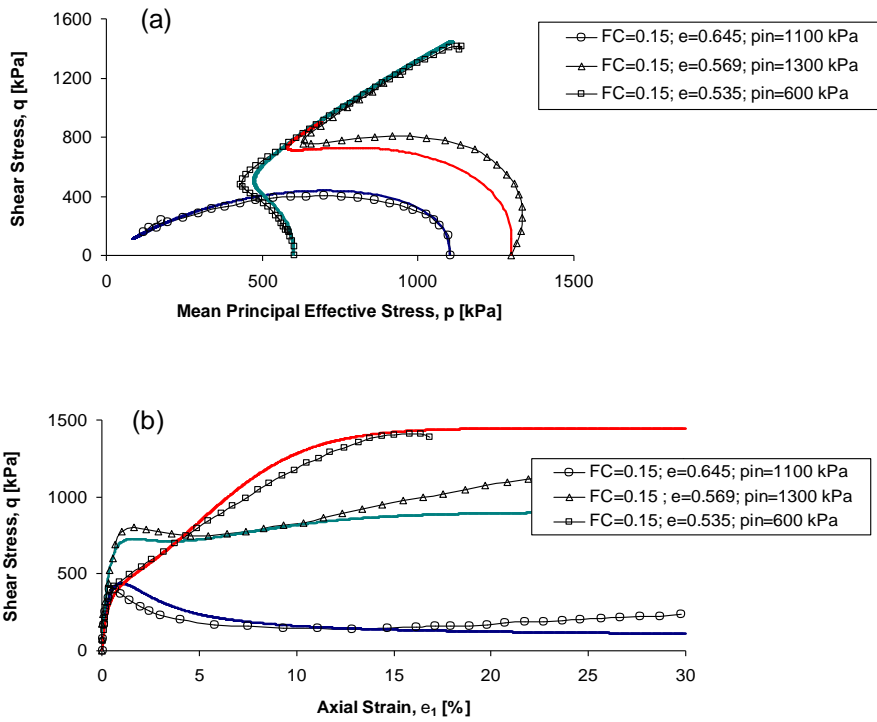 (a)
1600
1200
800
400
0
Shear Stress, q [kPa]
0 500 1000 1500
Mean Principal Effective Stress, p [kPa]
FC=0.15; e=0.645; pin=1100 kPa
FC=0.15; e=0.569; pin=1300 kPa
FC=0.15; e=0.535; pin=600 kPa
(b)
1500
1000
500
0
Shear Stress, q [kPa]
0 5 10 15 20 25 30
Axial Strain, e1 [%]
FC=0.15; e=0.645; pin=1100 kPa
FC=0.15 ; e=0.569; pin=1300 kPa
FC=0.15; e=0.535; pin=600 kPa